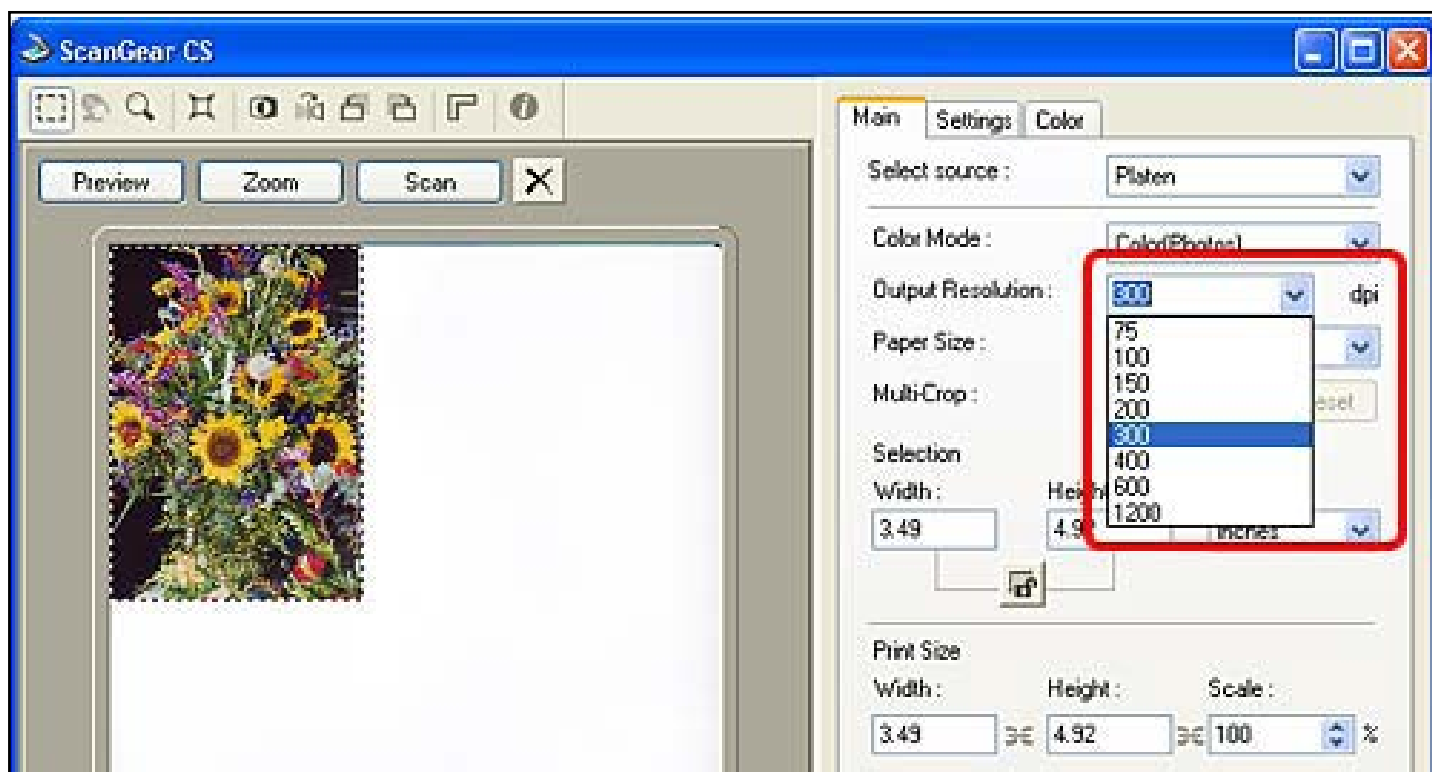 ScanGear CS
Preview Zoom Scan
Main Settings Color
Select source : Platen
Color Mode : Color(Photos)
Output Resolution : 300 dpi
75
100
150
200
300
400
600
1200
Paper Size :
Multi-Crop :
Selection
Width :
3.49
Inches
Print Size
Width : Height : Scale :
3.49 4.92 100 %